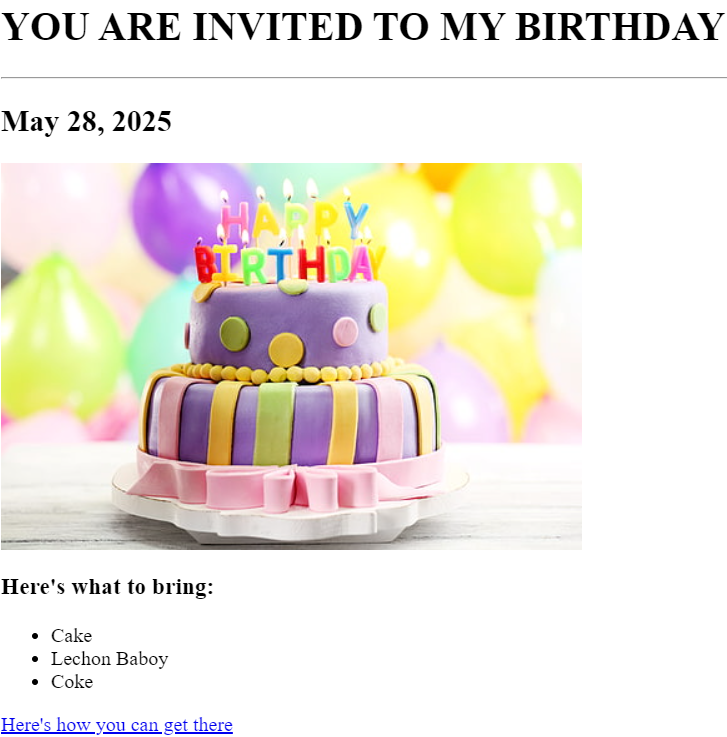 YOU ARE INVITED TO MY BIRTHDAY
May 28, 2025
HAPPY
BIRTHDAY
Here's what to bring:
Cake
Lechon Baboy
Coke
Here's how you can get there